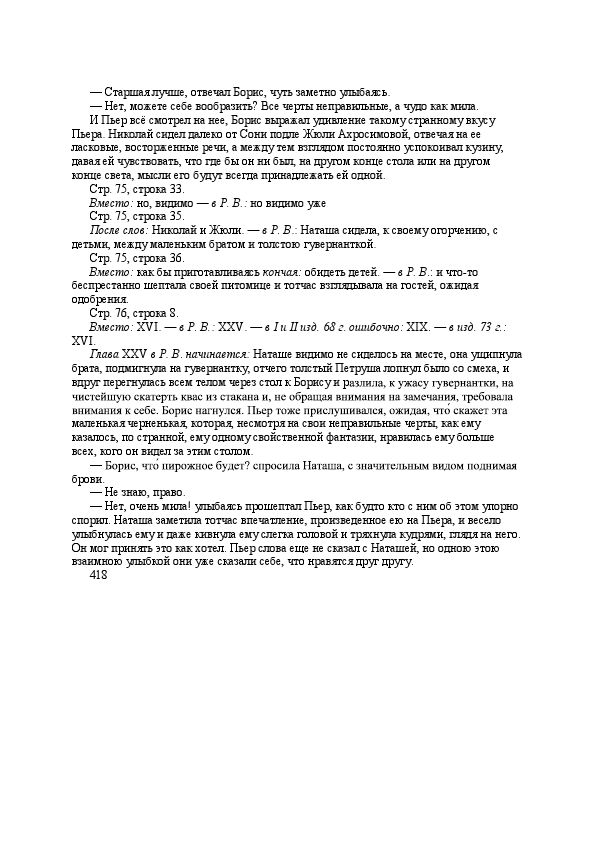 — Старшая лучше, отвечал Борис, чуть заметно улыбаясь.
— Нет, можете себе вообразить? Все черты неправильные, а чудо как мила.
И Пьер всё смотрел на нее, Борис выражал удивление такому странному вкусу
Пьера. Николай сидел далеко от Сони подле Жюли Ахросимовой, отвечая на ее
ласковые, восторженные речи, а между тем взглядом постоянно успокоивал кузину,
давая ей чувствовать, что где бы он ни был, на другом конце стола или на другом
конце света, мысли его будут всегда принадлежать ей одной.
Стр. 75, строка 33.
Вместо: но, видимо — в Р. В.: но видимо уже
Стр. 75, строка 35.
После слов: Николай и Жюли. — в Р. В.: Наташа сидела, к своему огорчению, с
детьми, между маленьким братом и толстою гувернанткой.
Стр. 75, строка 36.
Вместо: как бы приготавливаясь кончая: обидеть детей. — в Р. В.: и что-то
беспрестанно шептала своей питомице и тотчас взглядывала на гостей, ожидая
одобрения.
Стр. 76, строка 8.
Вместо: XVI. — в Р. В.: XXV. — в I и II изд. 68 г. ошибочно: XIX. — в изд. 73 г.:
XVI.
Глава XXV в Р. В. начинается: Наташе видимо не сиделось на месте, она ущипнула
брата, подмигнула на гувернантку, отчего толстый Петруша лопнул было со смеха, и
вдруг перегнулась всем телом через стол к Борису и разлила, к ужасу гувернантки, на
чистейшую скатерть квас из стакана и, не обращая внимания на замечания, требовала
внимания к себе. Борис нагнулся. Пьер тоже прислушивался, ожидая, что́ скажет эта
маленькая черненькая, которая, несмотря на свои неправильные черты, как ему
казалось, по странной, ему одному свойственной фантазии, нравилась ему больше
всех, кого он видел за этим столом.
— Борис, что́ пирожное будет? спросила Наташа, с значительным видом поднимая
брови.
— Не знаю, право.
— Нет, очень мила! улыбаясь прошептал Пьер, как будто кто с ним об этом упорно
спорил. Наташа заметила тотчас впечатление, произведенное ею на Пьера, и весело
улыбнулась ему и даже кивнула ему слегка головой и тряхнула кудрями, глядя на него.
Он мог принять это как хотел. Пьер слова еще не сказал с Наташей, но одною этою
взаимною улыбкой они уже сказали себе, что нравятся друг другу.
418